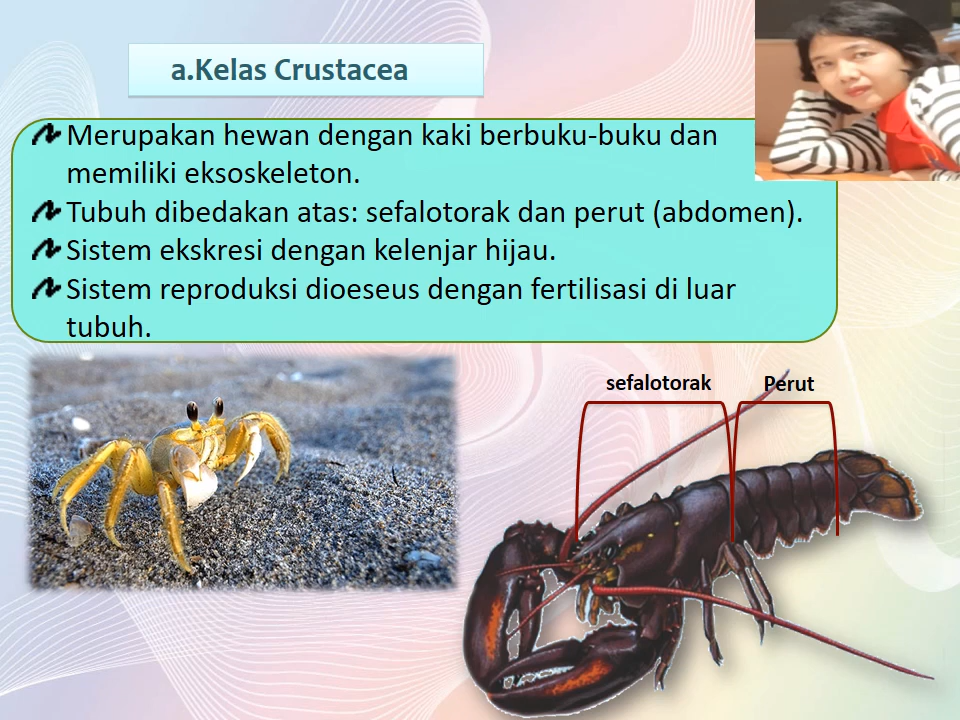 a.Kelas Crustacea
Merupakan hewan dengan kaki berbuku-buku dan
memiliki eksoskeleton.
Tubuh dibedakan atas: sefalotorak dan perut (abdomen).
Sistem ekskresi dengan kelenjar hijau.
Sistem reproduksi dioeseus dengan fertilisasi di luar
tubuh.
sefalotorak
Perut